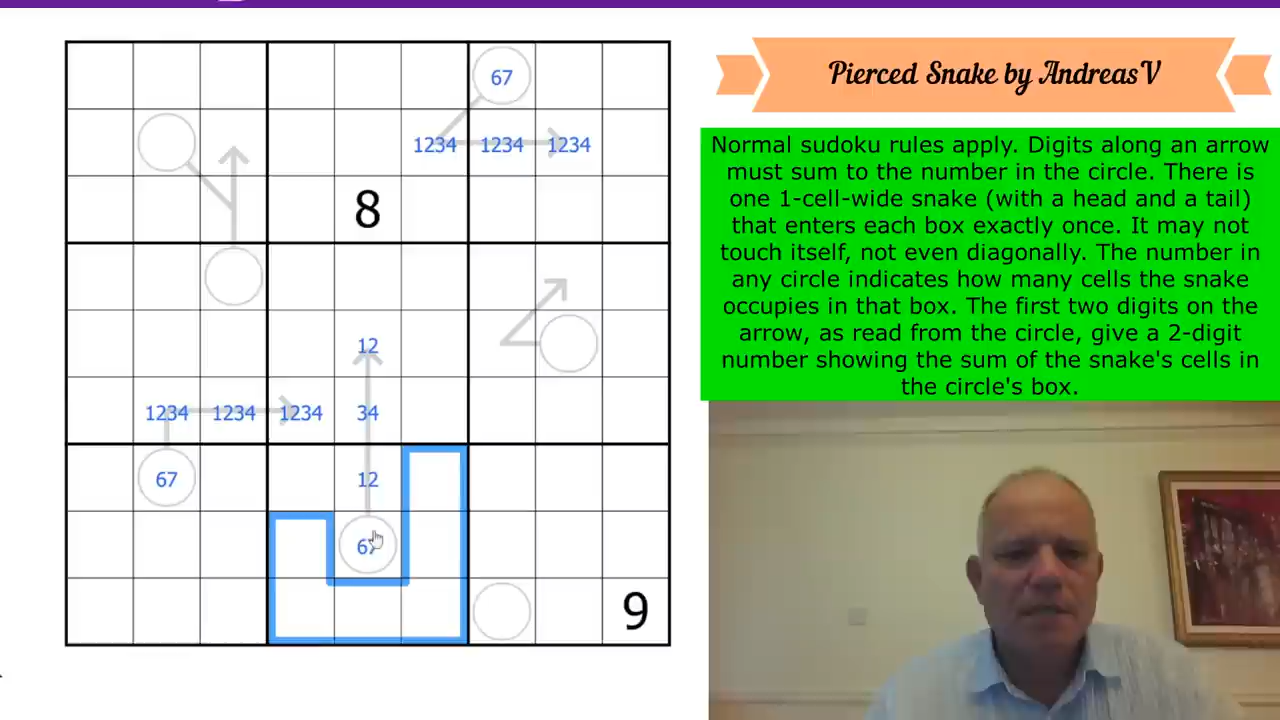 Pierced Snake by AndreasV
Normal sudoku rules apply. Digits along an arrow
must sum to the number in the circle. There is
one 1-cell-wide snake (with a head and a tail)
that enters each box exactly once. It may not
touch itself, not even diagonally. The number in
any circle indicates how many cells the snake
occupies in that box. The first two digits on the
arrow, as read from the circle, give a 2-digit
number showing the sum of the snake's cells in
the circle's box.
67
1234 1234 1234
8
12
1234 1234 1234 34
67 12
67
9